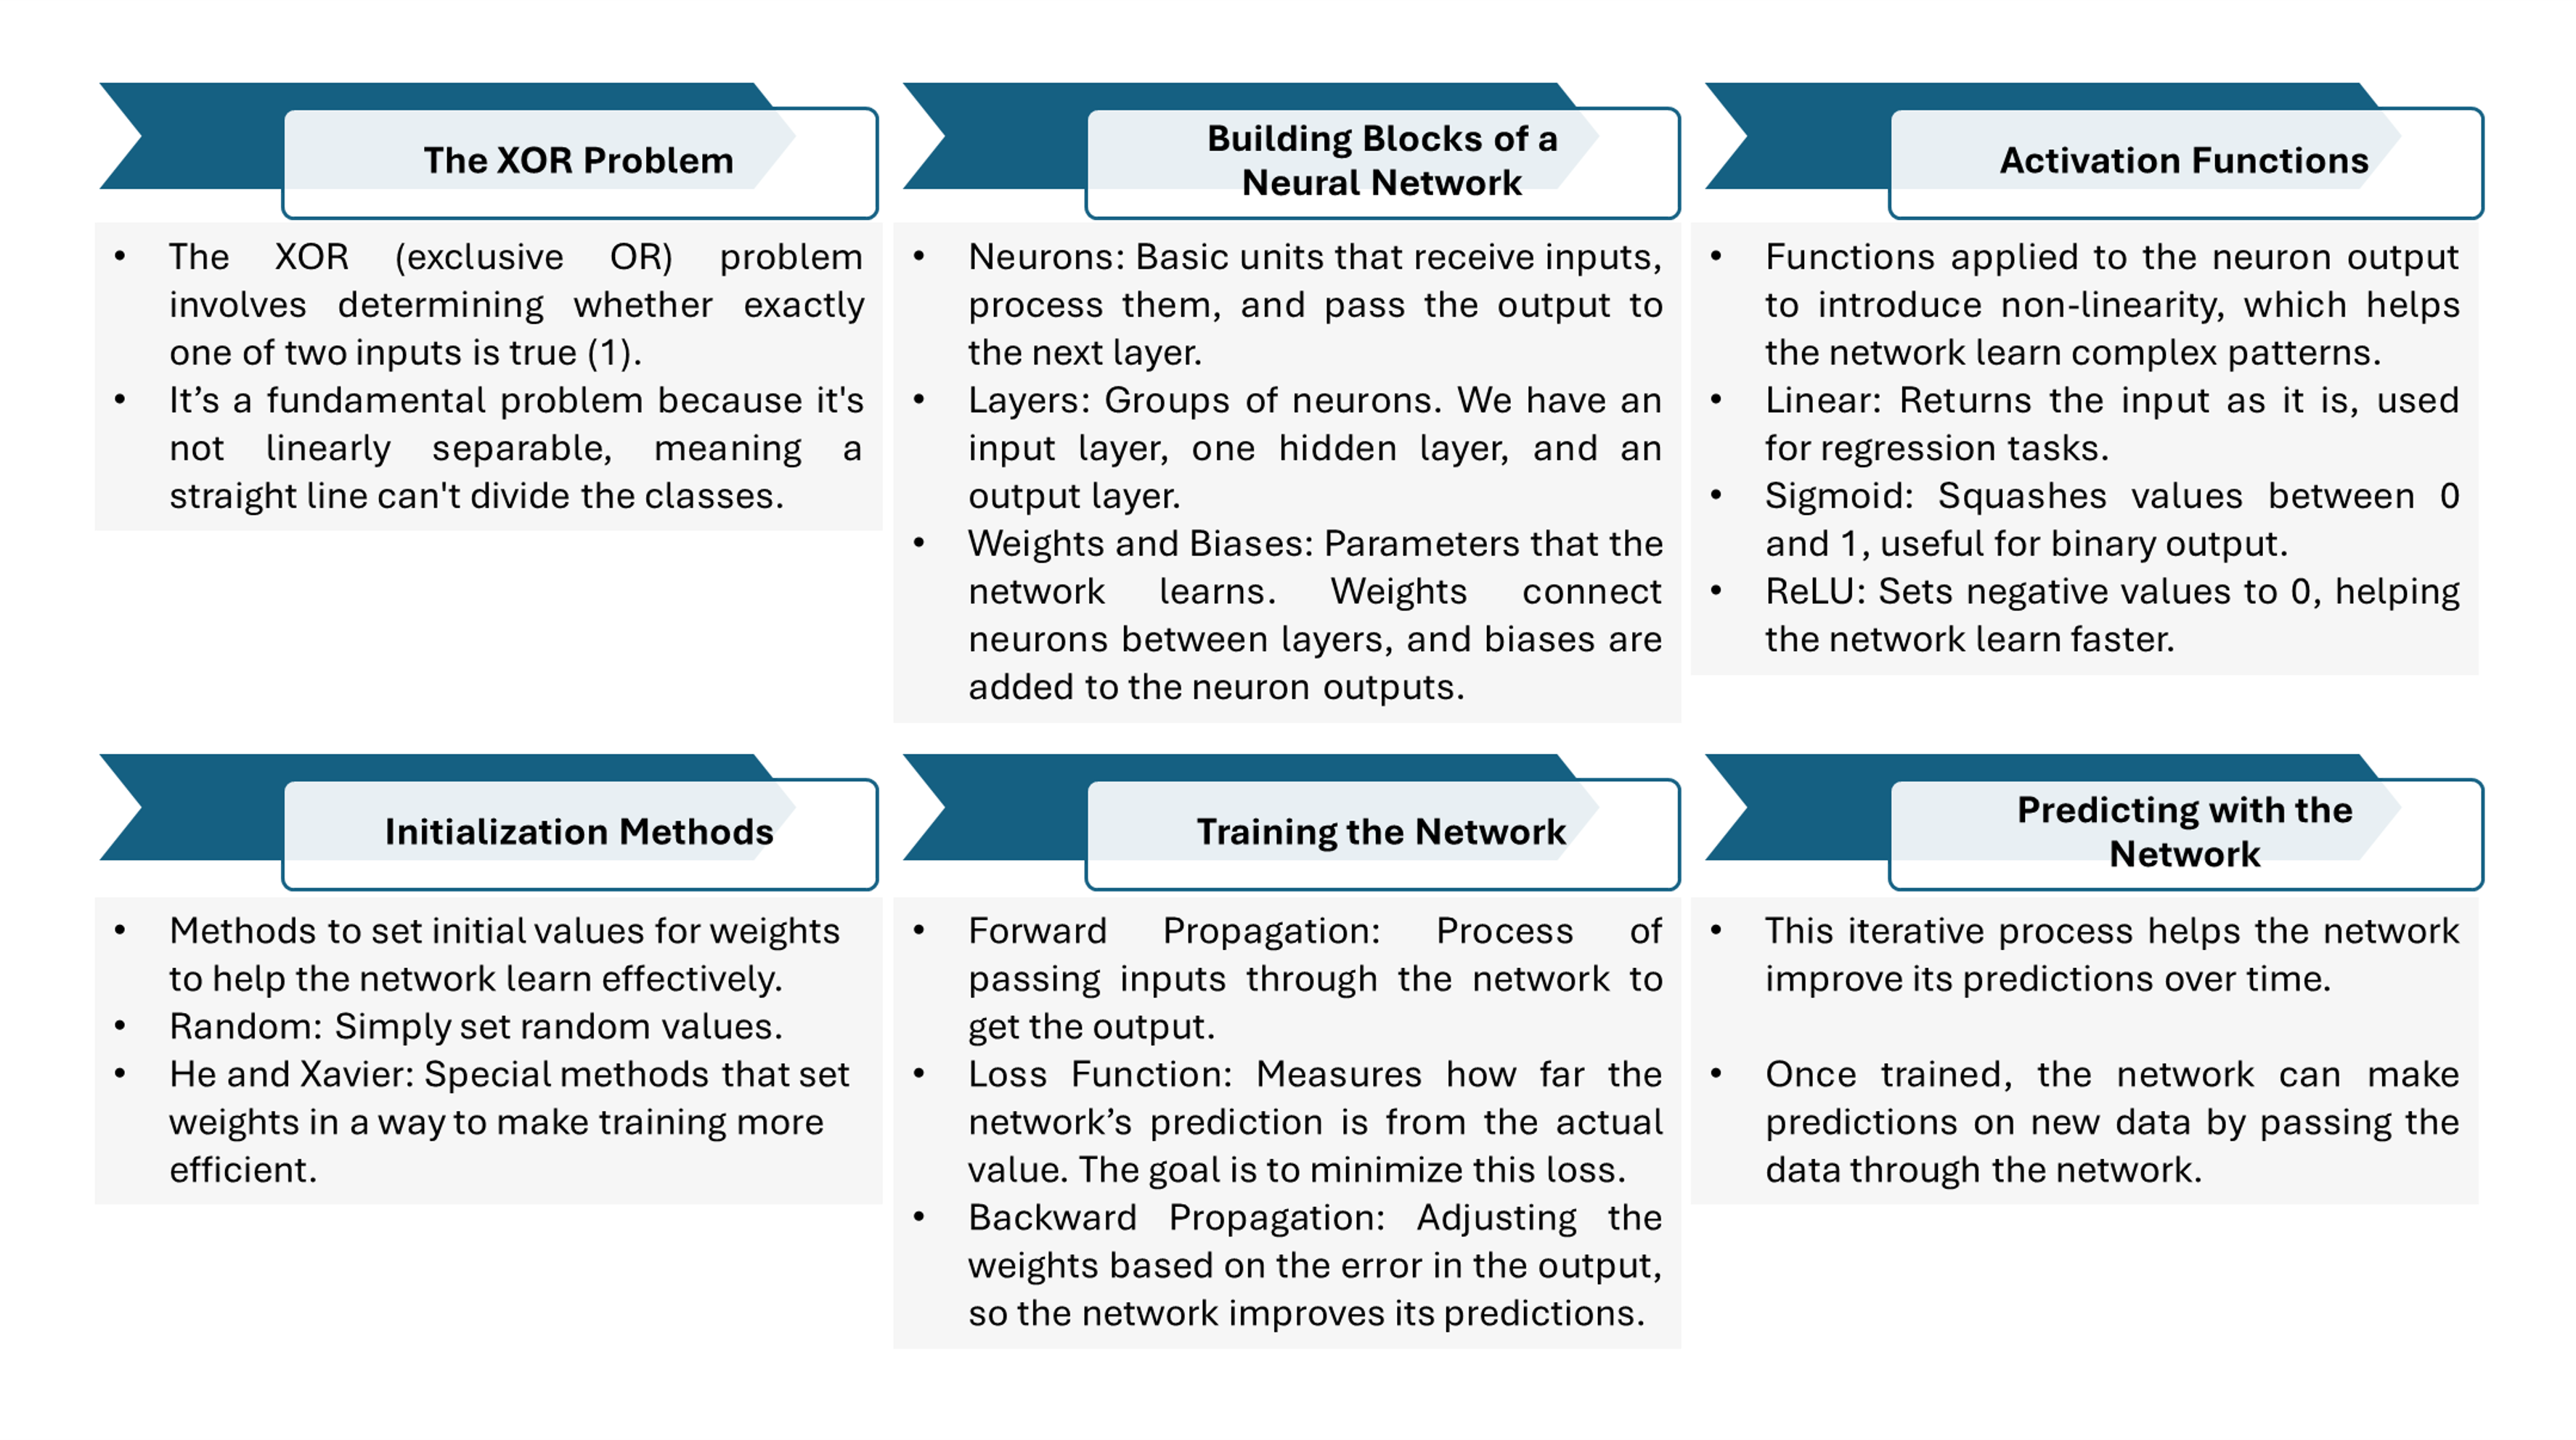 The XOR Problem
• The XOR (exclusive OR) problem
involves determining whether exactly
one of two inputs is true (1).
• It’s a fundamental problem because it's
not linearly separable, meaning a
straight line can't divide the classes.
Building Blocks of a
Neural Network
• Neurons: Basic units that receive inputs,
process them, and pass the output to
the next layer.
• Layers: Groups of neurons. We have an
input layer, one hidden layer, and an
output layer.
• Weights and Biases: Parameters that the
network learns. Weights connect
neurons between layers, and biases are
added to the neuron outputs.
Activation Functions
• Functions applied to the neuron output
to introduce non-linearity, which helps
the network learn complex patterns.
• Linear: Returns the input as it is, used
for regression tasks.
• Sigmoid: Squashes values between 0
and 1, useful for binary output.
• ReLU: Sets negative values to 0, helping
the network learn faster.
Initialization Methods
• Methods to set initial values for weights
to help the network learn effectively.
• Random: Simply set random values.
• He and Xavier: Special methods that set
weights in a way to make training more
efficient.
Training the Network
• Forward Propagation: Process of
passing inputs through the network to
get the output.
• Loss Function: Measures how far the
network’s prediction is from the actual
value. The goal is to minimize this loss.
• Backward Propagation: Adjusting the
weights based on the error in the output,
so the network improves its predictions.
Predicting with the
Network
• This iterative process helps the network
improve its predictions over time.
• Once trained, the network can make
predictions on new data by passing the
data through the network.